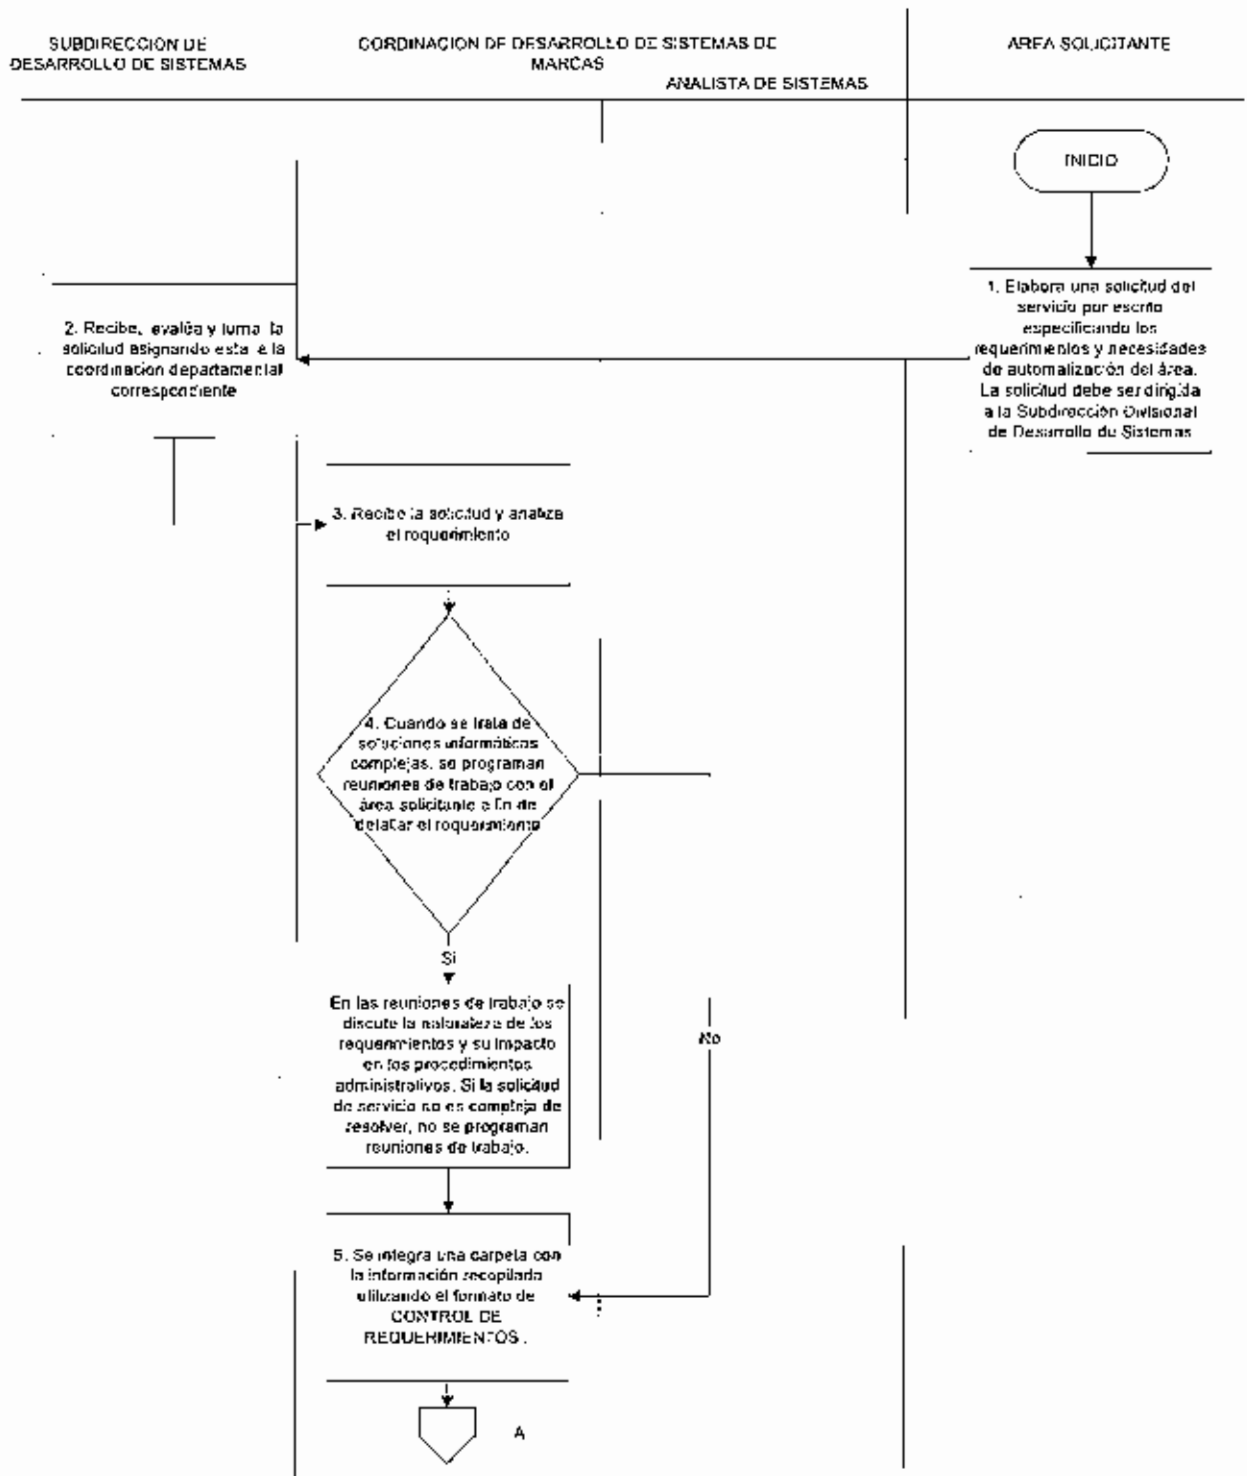 SUBDIRECCION DE
DESARROLLO DE SISTEMAS
CORDINACION DE DESARROLLO DE SISTEMAS DE
MARCAS
ANALISTA DE SISTEMAS
AREA SOLICITANTE
INICIO
1. Elabora una solicitud del
servicio por escrito
especificando los
requerimientos y necesidades
de automatización del área.
La solicitud debe ser dirigida
a la Subdirección Divisional
de Desarrollo de Sistemas
2. Recibe, evalúa y turna la
solicitud asignando esta a la
coordinación departamental
correspondiente
3. Recibe la solicitud y analiza
el requerimiento
4. Cuando se trata de
soluciones informáticas
complejas, se programan
reuniones de trabajo con el
área solicitante a fin de
detallar el requerimiento
Si
En las reuniones de trabajo se
discute la naturaleza de los
requerimientos y su impacto
en los procedimientos
administrativos. Si la solicitud
de servicio no es compleja de
resolver, no se programan
reuniones de trabajo.
No
5. Se integra una carpeta con
la información recopilada
utilizando el formato de
CONTROL DE
REQUERIMIENTOS .
A